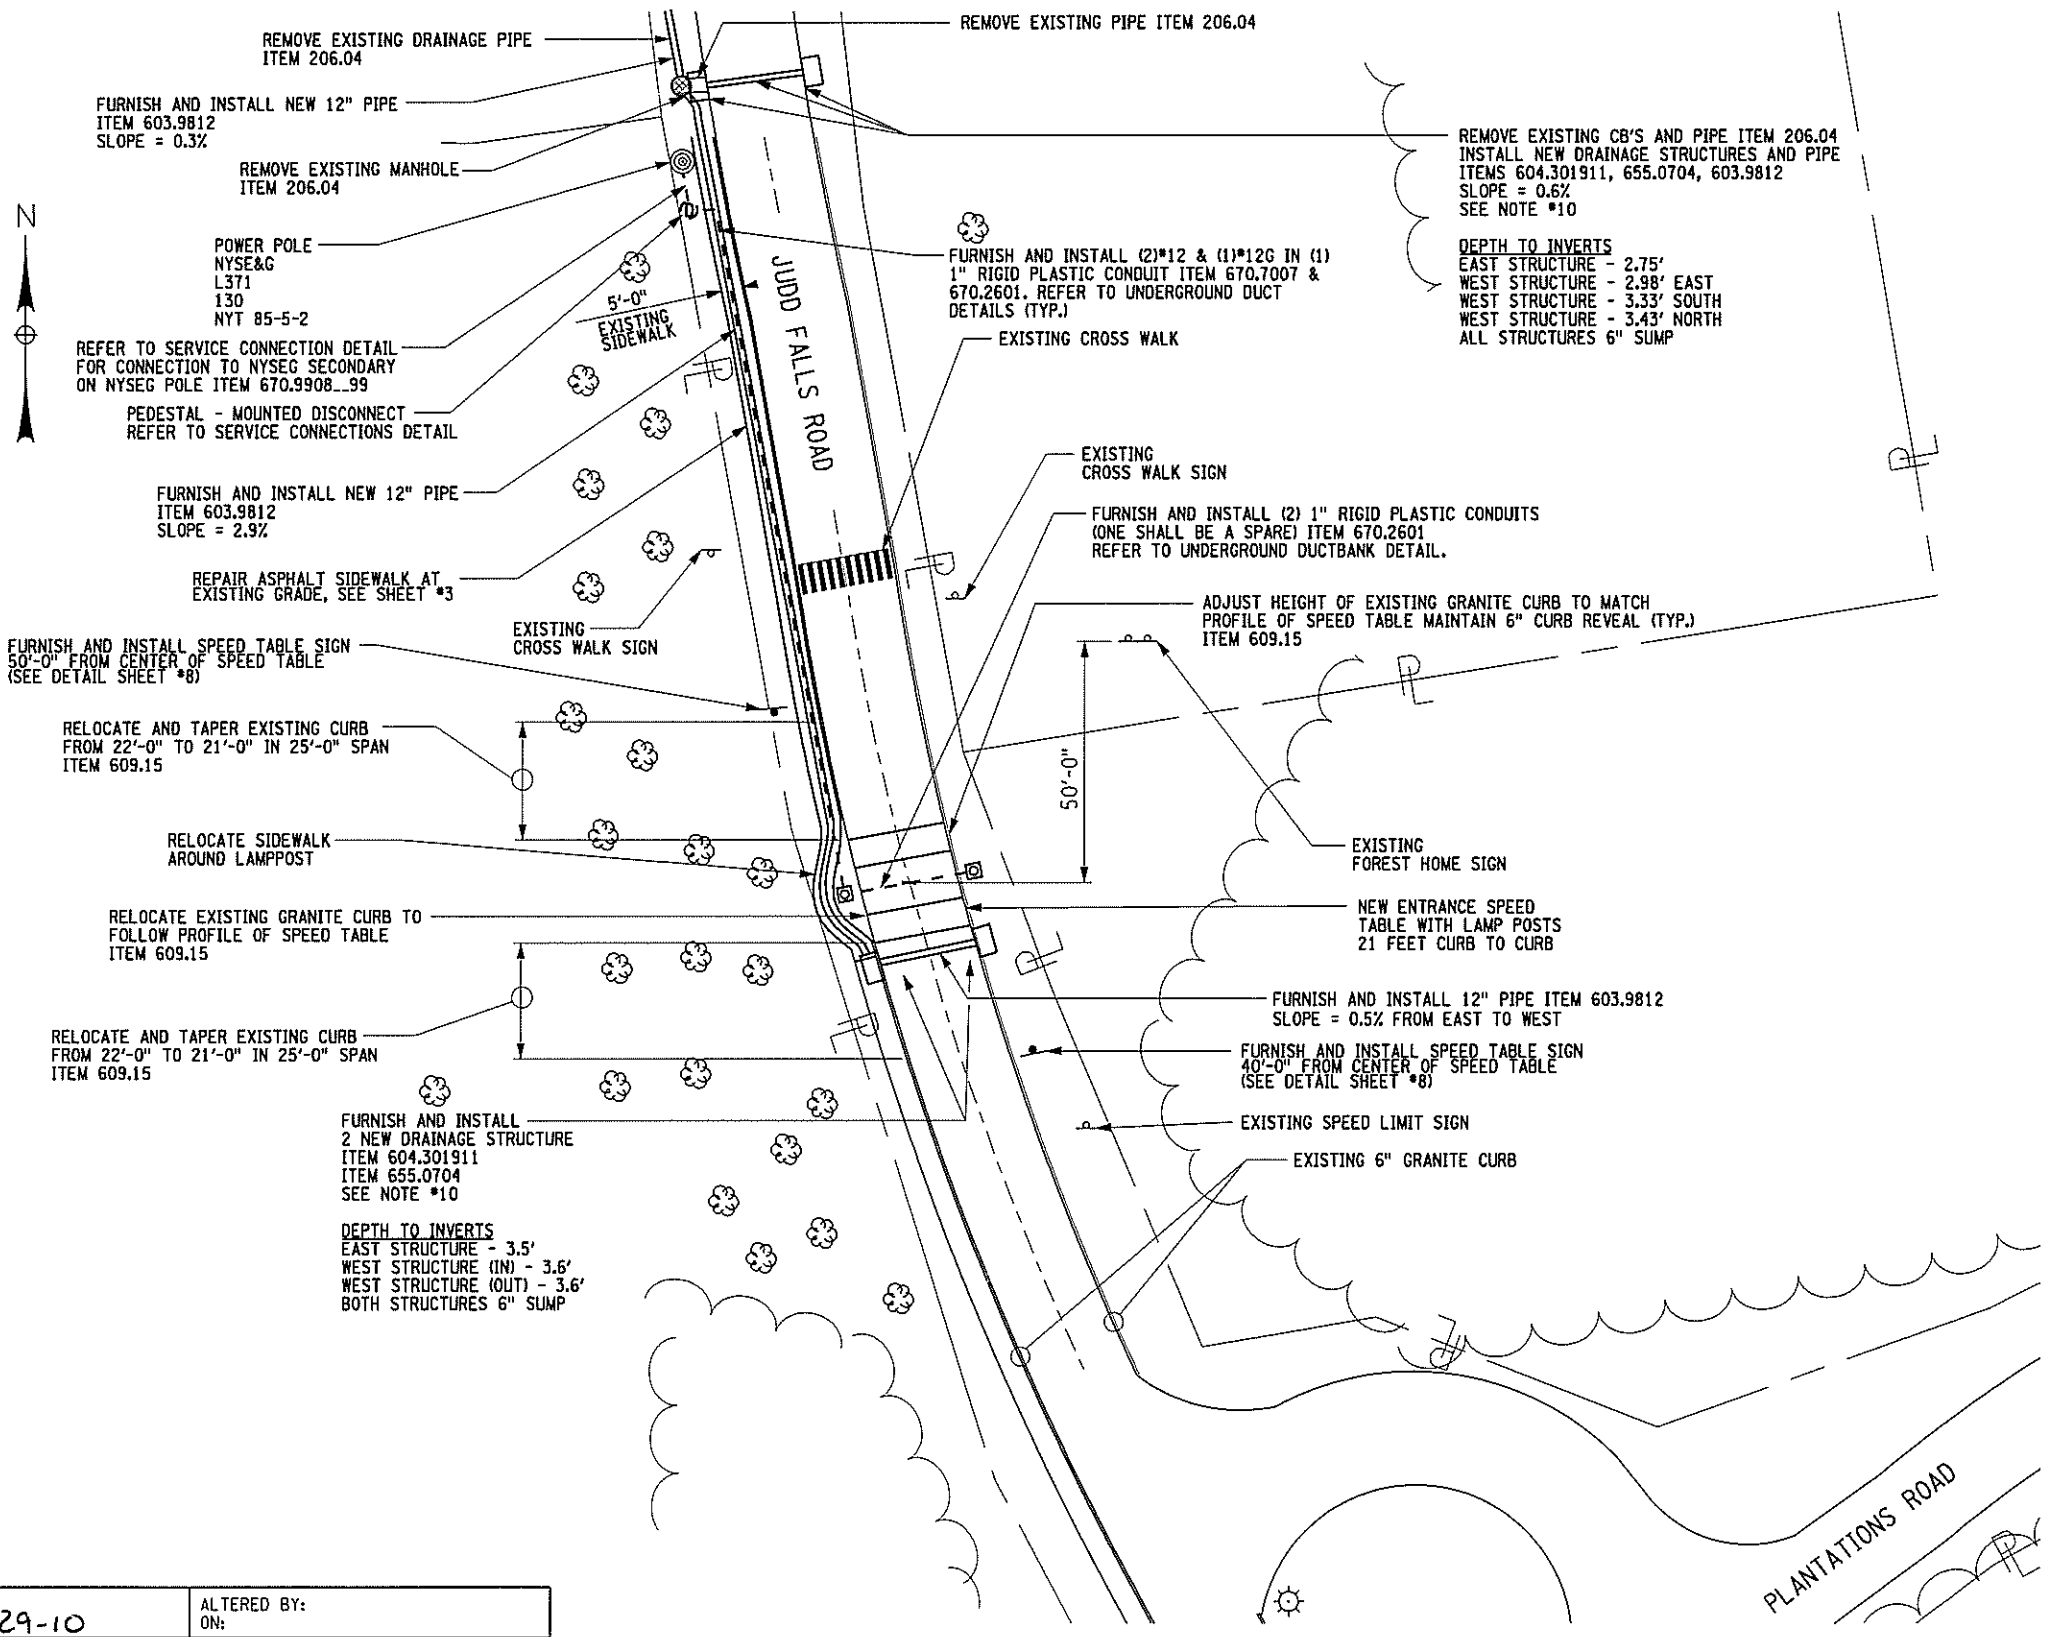 REMOVE EXISTING DRAINAGE PIPE
ITEM 206.04
REMOVE EXISTING PIPE ITEM 206.04
FURNISH AND INSTALL NEW 12" PIPE
ITEM 603.9812
SLOPE = 0.3%
REMOVE EXISTING MANHOLE
ITEM 206.04
REMOVE EXISTING CB'S AND PIPE ITEM 206.04
INSTALL NEW DRAINAGE STRUCTURES AND PIPE
ITEMS 604.301911, 655.0704, 603.9812
SLOPE = 0.6%
SEE NOTE #10
DEPTH TO INVERTS
EAST STRUCTURE - 2.75'
WEST STRUCTURE - 2.98' EAST
WEST STRUCTURE - 3.33' SOUTH
WEST STRUCTURE - 3.43' NORTH
ALL STRUCTURES 6" SUMP
N
POWER POLE
NYSE&G
L371
130
NYT 85-5-2
FURNISH AND INSTALL (2)#12 & (1)#12G IN (1)
1" RIGID PLASTIC CONDUIT ITEM 670.7007 &
670.2601. REFER TO UNDERGROUND DUCT
DETAILS (TYP.)
JUDD FALLS ROAD
5'-0"
EXISTING
SIDEWALK
EXISTING CROSS WALK
REFER TO SERVICE CONNECTION DETAIL
FOR CONNECTION TO NYSEG SECONDARY
ON NYSEG POLE ITEM 670.9908__99
PL
PEDESTAL - MOUNTED DISCONNECT
REFER TO SERVICE CONNECTIONS DETAIL
EXISTING
CROSS WALK SIGN
PL
FURNISH AND INSTALL NEW 12" PIPE
ITEM 603.9812
SLOPE = 2.9%
FURNISH AND INSTALL (2) 1" RIGID PLASTIC CONDUITS
(ONE SHALL BE A SPARE) ITEM 670.2601
REFER TO UNDERGROUND DUCTBANK DETAIL.
PL
REPAIR ASPHALT SIDEWALK AT
EXISTING GRADE, SEE SHEET #3
ADJUST HEIGHT OF EXISTING GRANITE CURB TO MATCH
PROFILE OF SPEED TABLE MAINTAIN 6" CURB REVEAL (TYP.)
ITEM 609.15
EXISTING
CROSS WALK SIGN
FURNISH AND INSTALL SPEED TABLE SIGN
50'-0" FROM CENTER OF SPEED TABLE
(SEE DETAIL SHEET #8)
PL
RELOCATE AND TAPER EXISTING CURB
FROM 22'-0" TO 21'-0" IN 25'-0" SPAN
ITEM 609.15
50'-0"
RELOCATE SIDEWALK
AROUND LAMPPOST
EXISTING
FOREST HOME SIGN
RELOCATE EXISTING GRANITE CURB TO
FOLLOW PROFILE OF SPEED TABLE
ITEM 609.15
NEW ENTRANCE SPEED
TABLE WITH LAMP POSTS
21 FEET CURB TO CURB
PL
FURNISH AND INSTALL 12" PIPE ITEM 603.9812
SLOPE = 0.5% FROM EAST TO WEST
PL
RELOCATE AND TAPER EXISTING CURB
FROM 22'-0" TO 21'-0" IN 25'-0" SPAN
ITEM 609.15
FURNISH AND INSTALL SPEED TABLE SIGN
40'-0" FROM CENTER OF SPEED TABLE
(SEE DETAIL SHEET #8)
FURNISH AND INSTALL
2 NEW DRAINAGE STRUCTURE
ITEM 604.301911
ITEM 655.0704
SEE NOTE #10
EXISTING SPEED LIMIT SIGN
EXISTING 6" GRANITE CURB
DEPTH TO INVERTS
EAST STRUCTURE - 3.5'
WEST STRUCTURE (IN) - 3.6'
WEST STRUCTURE (OUT) - 3.6'
BOTH STRUCTURES 6" SUMP
PL
PLANTATIONS ROAD
PL
29-10
ALTERED BY:
ON: